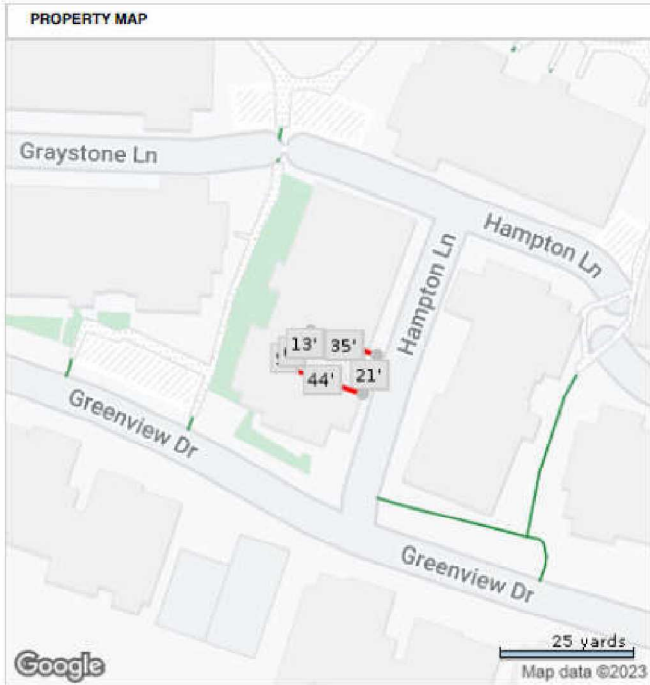 PROPERTY MAP
Graystone Ln
Hampton Ln
Hampton Ln
13'
35'
44'
21'
Greenview Dr
Greenview Dr
25 yards
Google
Map data ©2023